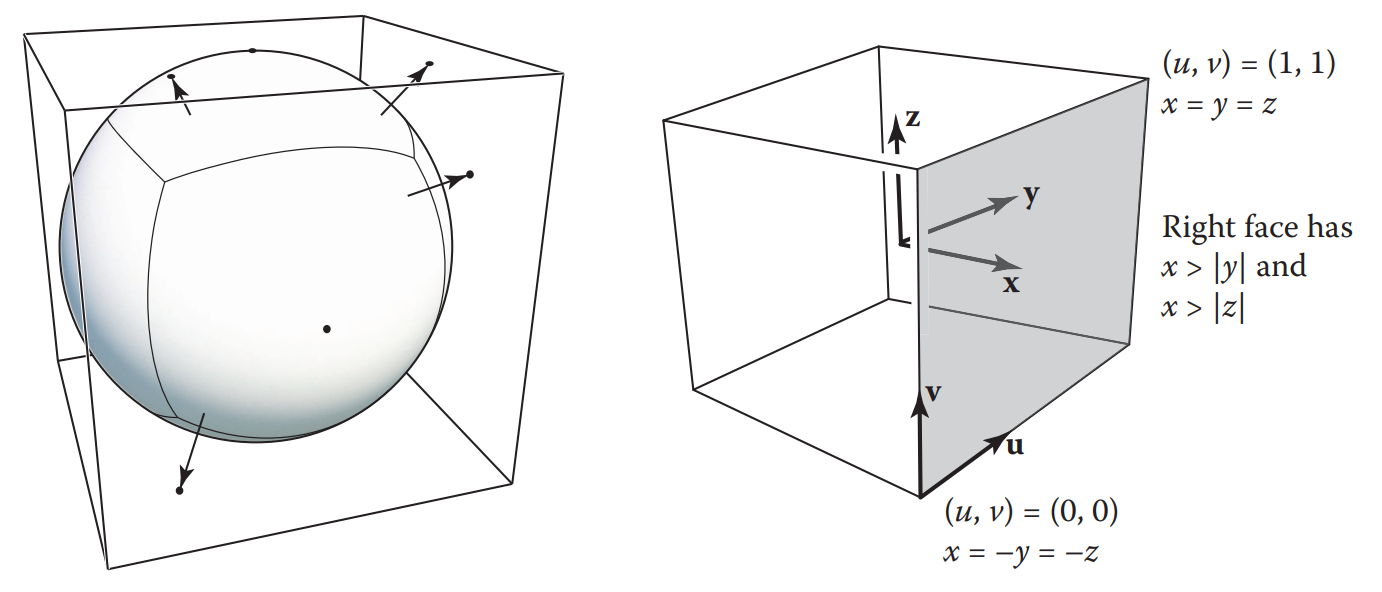 (u, v) = (1, 1)
x = y = z
z
y
x
Right face has
x > |y| and
x > |z|
v
u
(u, v) = (0, 0)
x = –y = –z